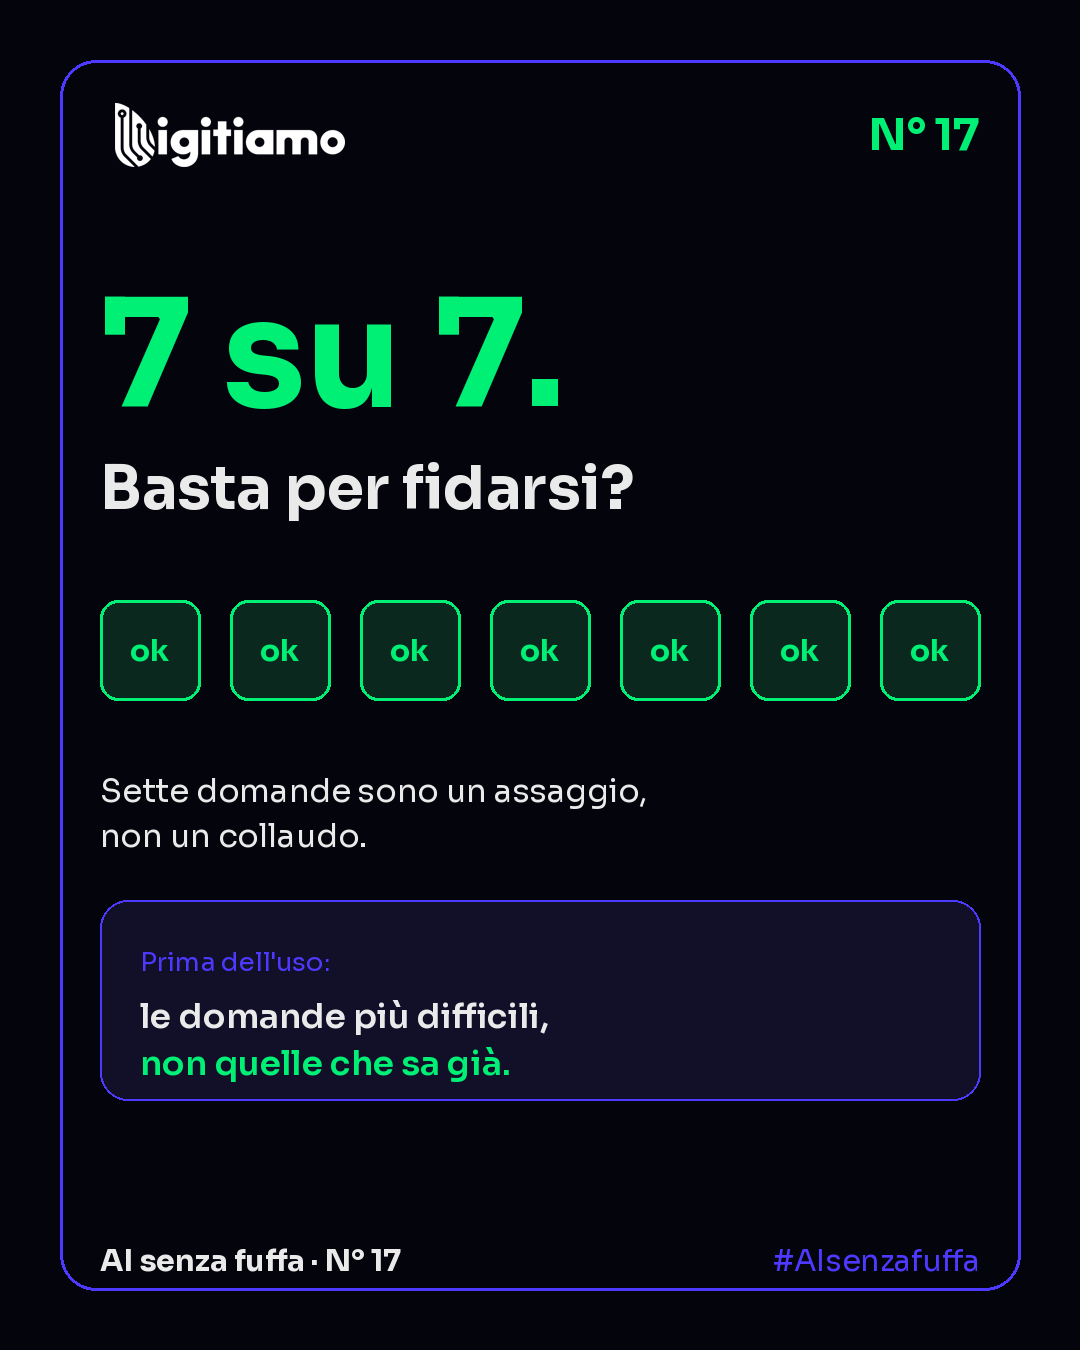 Digitiamo
N° 17
7 su 7.
Basta per fidarsi?
ok ok ok ok ok ok ok
Sette domande sono un assaggio,
non un collaudo.
Prima dell'uso:
le domande più difficili,
non quelle che sa già.
AI senza fuffa · N° 17
#AIsenzafuffa